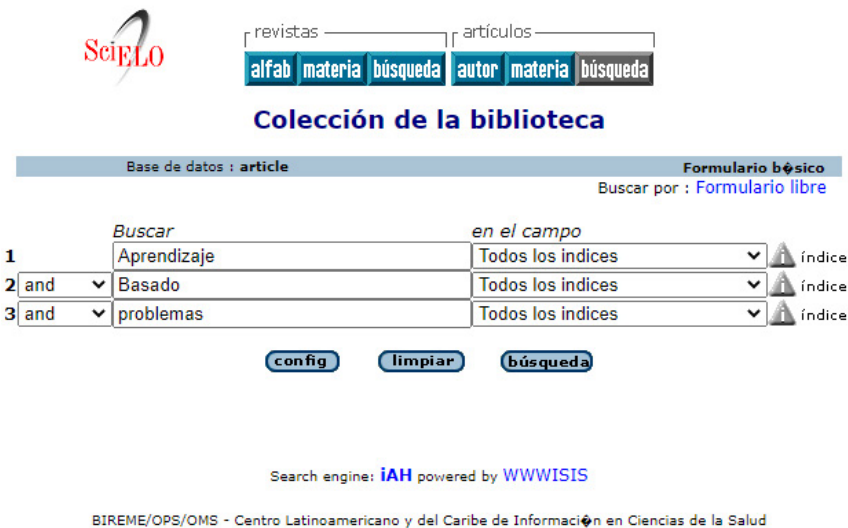 SciELO
revistas artículos
alfab materia búsqueda autor materia búsqueda
Colección de la biblioteca
Base de datos : article Formulario b�sico
Buscar por : Formulario libre
Buscar en el campo
1 Aprendizaje Todos los indices índice
2 and Basado Todos los indices índice
3 and problemas Todos los indices índice
config limpiar búsqueda
Search engine: iAH powered by WWWISIS
BIREME/OPS/OMS - Centro Latinoamericano y del Caribe de Informaci�n en Ciencias de la Salud